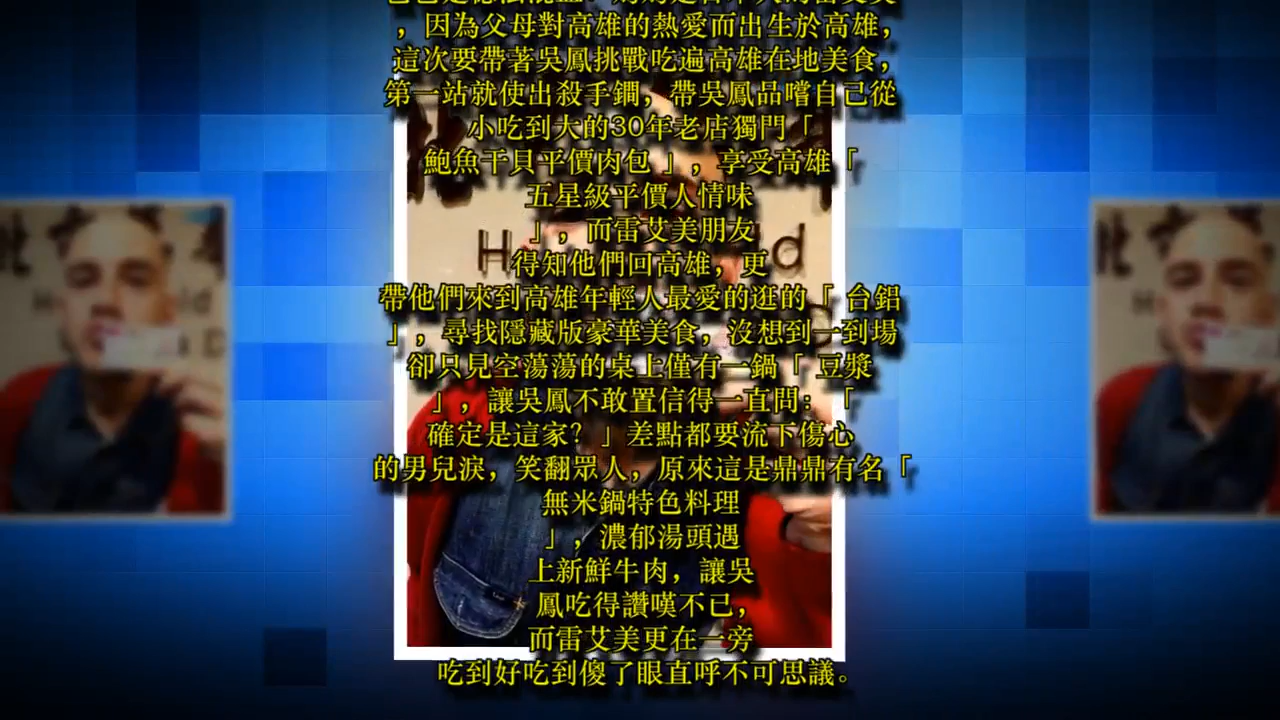 ，因為父母對高雄的熱愛而出生於高雄，
這次要帶著吳鳳挑戰吃遍高雄在地美食，
第一站就使出殺手鐧，帶吳鳳品嚐自己從
小吃到大的30年老店獨門「
鮑魚干貝平價肉包 」，享受高雄「
五星級平價人情味
」，而雷艾美朋友
得知他們回高雄，更
帶他們來到高雄年輕人最愛的逛的「 台鋁
」，尋找隱藏版豪華美食，沒想到一到場
卻只見空蕩蕩的桌上僅有一鍋「 豆漿
」，讓吳鳳不敢置信得一直問：「
確定是這家？」差點都要流下傷心
的男兒淚，笑翻眾人，原來這是鼎鼎有名「
無米鍋特色料理
」，濃郁湯頭遇
上新鮮牛肉，讓吳
鳳吃得讚嘆不已，
而雷艾美更在一旁
吃到好吃到傻了眼直呼不可思議。